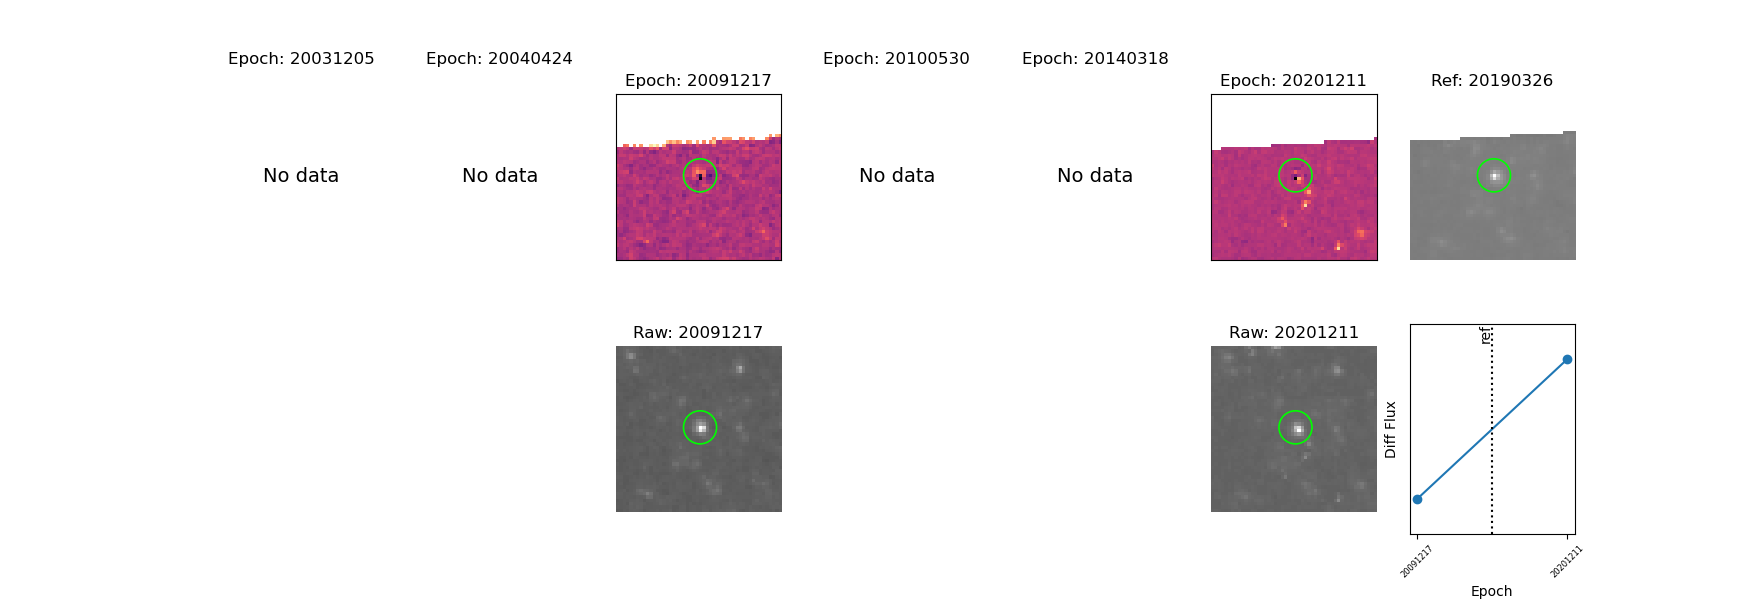 Epoch: 20031205
Epoch: 20040424
Epoch: 20091217
Epoch: 20100530
Epoch: 20140318
Epoch: 20201211
Ref: 20190326
No data
No data
No data
No data
Raw: 20091217
Raw: 20201211
ref
Diff Flux
20091217
20201211
Epoch